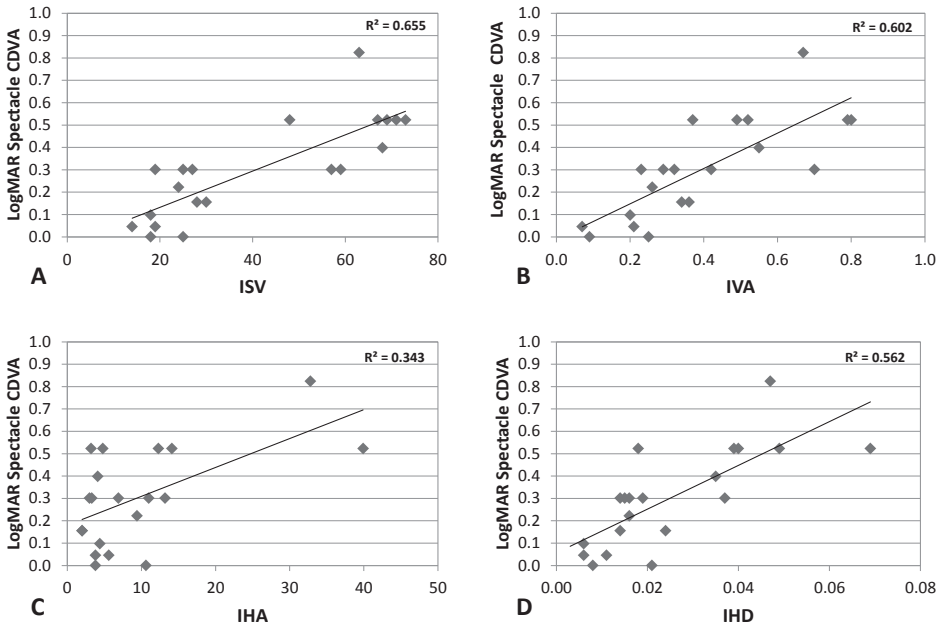 R² = 0.655
LogMAR Spectacle CDVA
1.0
0.9
0.8
0.7
0.6
0.5
0.4
0.3
0.2
0.1
0.0
0 20 40 60 80
A
ISV
R² = 0.602
LogMAR Spectacle CDVA
1.0
0.9
0.8
0.7
0.6
0.5
0.4
0.3
0.2
0.1
0.0
0.0 0.2 0.4 0.6 0.8 1.0
B
IVA
R² = 0.343
LogMAR Spectacle CDVA
1.0
0.9
0.8
0.7
0.6
0.5
0.4
0.3
0.2
0.1
0.0
0 10 20 30 40 50
C
IHA
R² = 0.562
LogMAR Spectacle CDVA
1.0
0.9
0.8
0.7
0.6
0.5
0.4
0.3
0.2
0.1
0.0
0.00 0.02 0.04 0.06 0.08
D
IHD